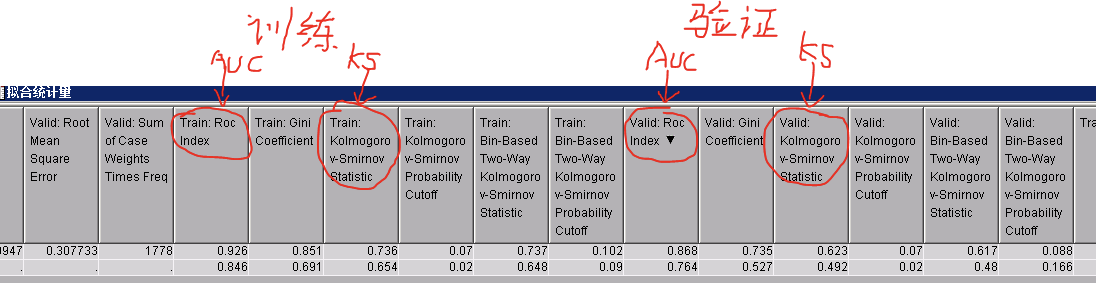 训练 验证
AUC KS AUC KS
拟合统计量
Valid: Root Mean Square Error
Valid: Sum of Case Weights Times Freq
Train: Roc Index
Train: Gini Coefficient
Train: Kolmogorov-Smirnov Statistic
Train: Kolmogorov-Smirnov Probability Cutoff
Train: Bin-Based Two-Way Kolmogorov-Smirnov Statistic
Train: Bin-Based Two-Way Kolmogorov-Smirnov Probability Cutoff
Valid: Roc Index ▼
Valid: Gini Coefficient
Valid: Kolmogorov-Smirnov Statistic
Valid: Kolmogorov-Smirnov Probability Cutoff
Valid: Bin-Based Two-Way Kolmogorov-Smirnov Statistic
Valid: Bin-Based Two-Way Kolmogorov-Smirnov Probability Cutoff
Tra
0947 0.307733 1778 0.926 0.851 0.736 0.07 0.737 0.102 0.868 0.735 0.623 0.07 0.617 0.088
. . . 0.846 0.691 0.654 0.02 0.648 0.09 0.764 0.527 0.492 0.02 0.48 0.166